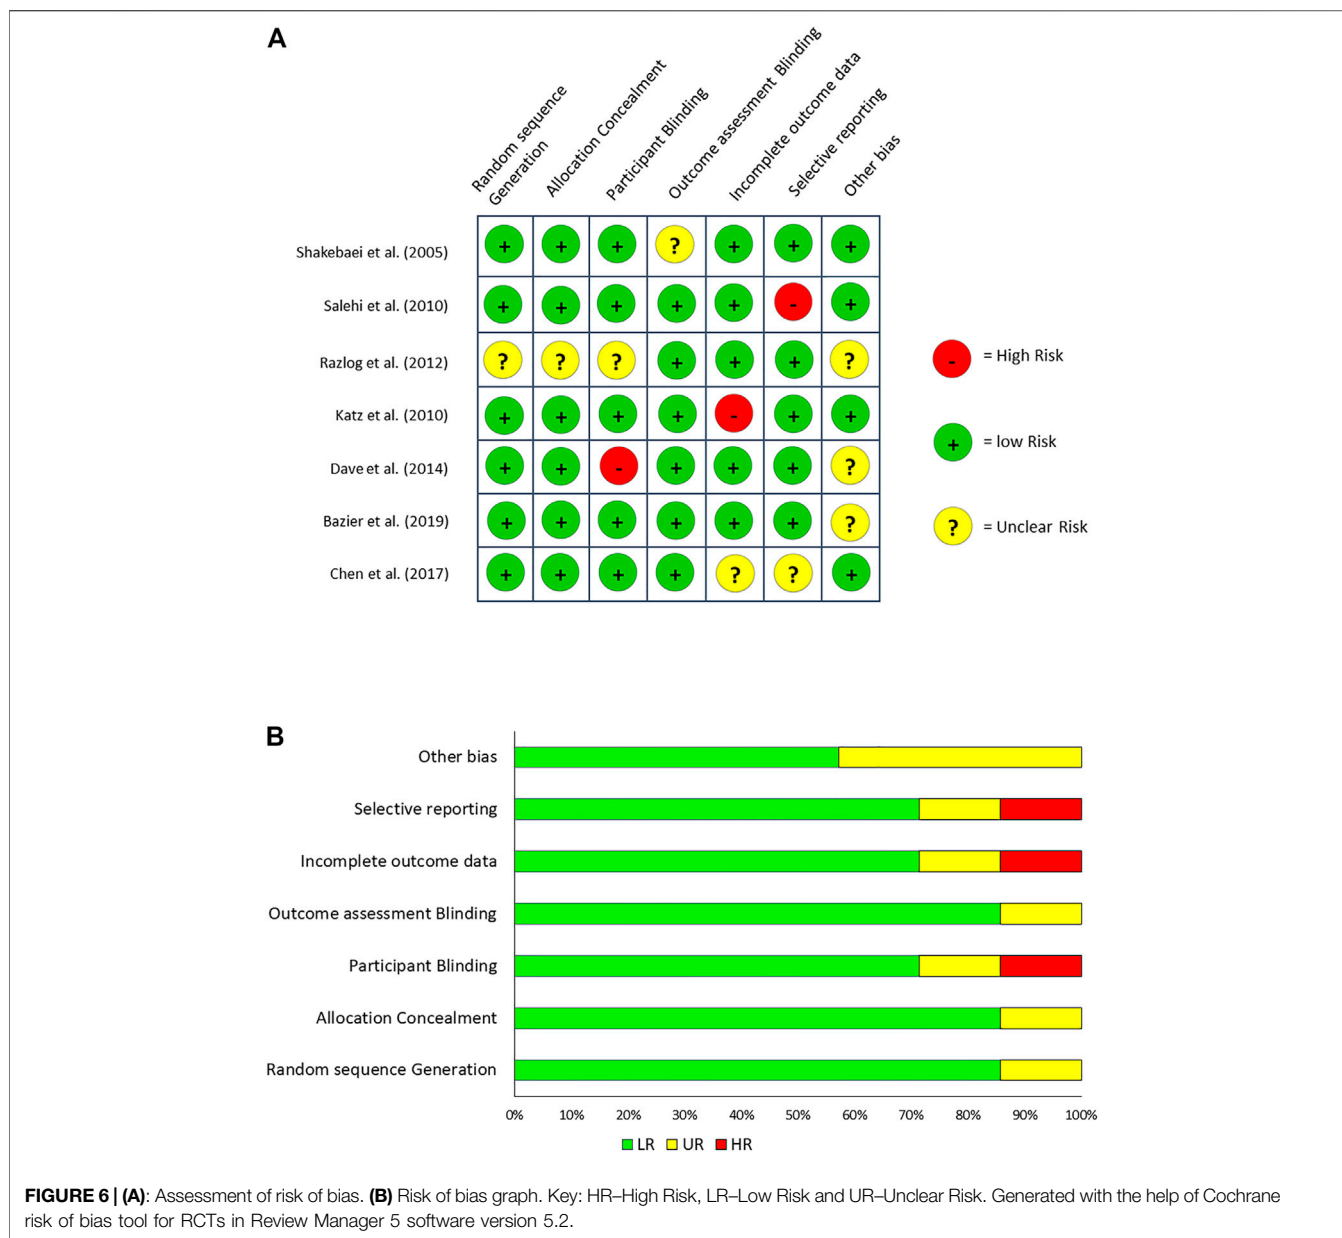 A
Random sequence
Generation
Allocation Concealment
Participant Blinding
Outcome assessment Blinding
Incomplete outcome data
Selective reporting
Other bias
Shakebaei et al. (2005)
+ + + ? + + +
Salehi et al. (2010)
+ + + + + - +
Razlog et al. (2012)
? ? ? + + + ?
Katz et al. (2010)
+ + + + - + +
Dave et al. (2014)
+ + - + + + ?
Bazier et al. (2019)
+ + + + + + ?
Chen et al. (2017)
+ + + + ? ? +
- = High Risk
+ = low Risk
? = Unclear Risk
B
Other bias
Selective reporting
Incomplete outcome data
Outcome assessment Blinding
Participant Blinding
Allocation Concealment
Random sequence Generation
0% 10% 20% 30% 40% 50% 60% 70% 80% 90% 100%
LR UR HR
FIGURE 6 | (A): Assessment of risk of bias. (B) Risk of bias graph. Key: HR–High Risk, LR–Low Risk and UR–Unclear Risk. Generated with the help of Cochrane
risk of bias tool for RCTs in Review Manager 5 software version 5.2.